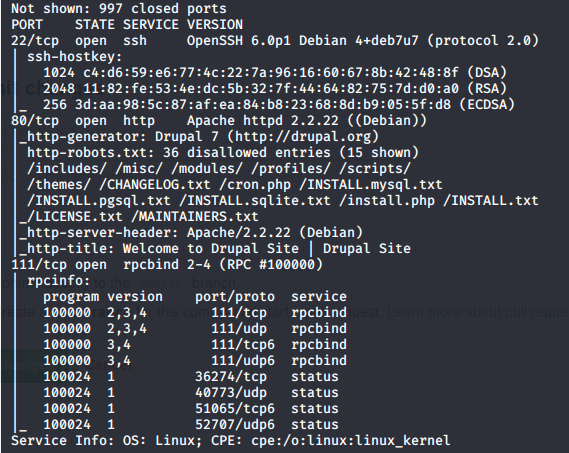 Not shown: 997 closed ports
PORT    STATE SERVICE VERSION
22/tcp  open  ssh     OpenSSH 6.0p1 Debian 4+deb7u7 (protocol 2.0)
| ssh-hostkey:
|   1024 c4:d6:59:e6:77:4c:22:7a:96:16:60:67:8b:42:48:8f (DSA)
|   2048 11:82:fe:53:4e:dc:5b:32:7f:44:64:82:75:7d:d0:a0 (RSA)
|_  256 3d:aa:98:5c:87:af:ea:84:b8:23:68:8d:b9:05:5f:d8 (ECDSA)
80/tcp  open  http    Apache httpd 2.2.22 ((Debian))
|_http-generator: Drupal 7 (http://drupal.org)
| http-robots.txt: 36 disallowed entries (15 shown)
| /includes/ /misc/ /modules/ /profiles/ /scripts/
| /themes/ /CHANGELOG.txt /cron.php /INSTALL.mysql.txt
| /INSTALL.pgsql.txt /INSTALL.sqlite.txt /install.php /INSTALL.txt
|_/LICENSE.txt /MAINTAINERS.txt
|_http-server-header: Apache/2.2.22 (Debian)
|_http-title: Welcome to Drupal Site | Drupal Site
111/tcp open  rpcbind 2-4 (RPC #100000)
| rpcinfo:
|   program version    port/proto  service
|   100000  2,3,4        111/tcp   rpcbind
|   100000  2,3,4        111/udp   rpcbind
|   100000  3,4          111/tcp6  rpcbind
|   100000  3,4          111/udp6  rpcbind
|   100024  1          36274/tcp   status
|   100024  1          40773/udp   status
|   100024  1          51065/tcp6  status
|_  100024  1          52707/udp6  status
Service Info: OS: Linux; CPE: cpe:/o:linux:linux_kernel